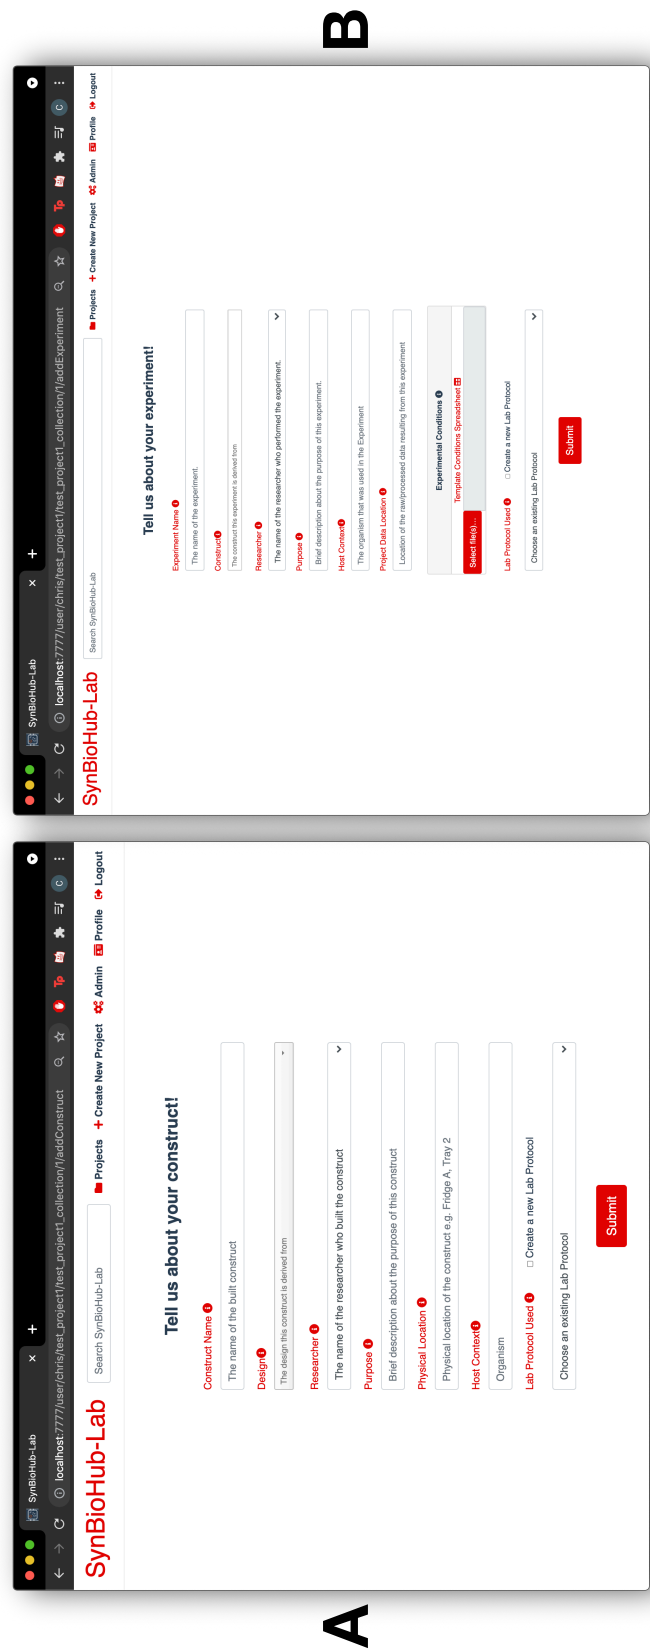 A
SynBioHub-Lab
localhost:7777/user/chris/test_project1/test_project1_collection/1/addConstruct
Tp
C
SynBioHub-Lab
Search SynBioHub-Lab
Projects
+ Create New Project
Admin
Profile
Logout
Tell us about your construct!
Construct Name
The name of the built construct
Design
The design this construct is derived from
Researcher
The name of the researcher who built the construct
Purpose
Brief description about the purpose of this construct
Physical Location
Physical location of the construct e.g. Fridge A, Tray 2
Host Context
Organism
Lab Protocol Used
Create a new Lab Protocol
Choose an existing Lab Protocol
Submit
B
SynBioHub-Lab
localhost:7777/user/chris/test_project1/test_project1_collection/1/addExperiment
Tp
C
SynBioHub-Lab
Search SynBioHub-Lab
Projects
+ Create New Project
Admin
Profile
Logout
Tell us about your experiment!
Experiment Name
The name of the experiment.
Construct
The construct this experiment is derived from
Researcher
The name of the researcher who performed the experiment.
Purpose
Brief description about the purpose of this experiment.
Host Context
The organism that was used in the Experiment
Project Data Location
Location of the raw/processed data resulting from this experiment
Experimental Conditions
Template Conditions Spreadsheet
Select file(s)...
Lab Protocol Used
Create a new Lab Protocol
Choose an existing Lab Protocol
Submit